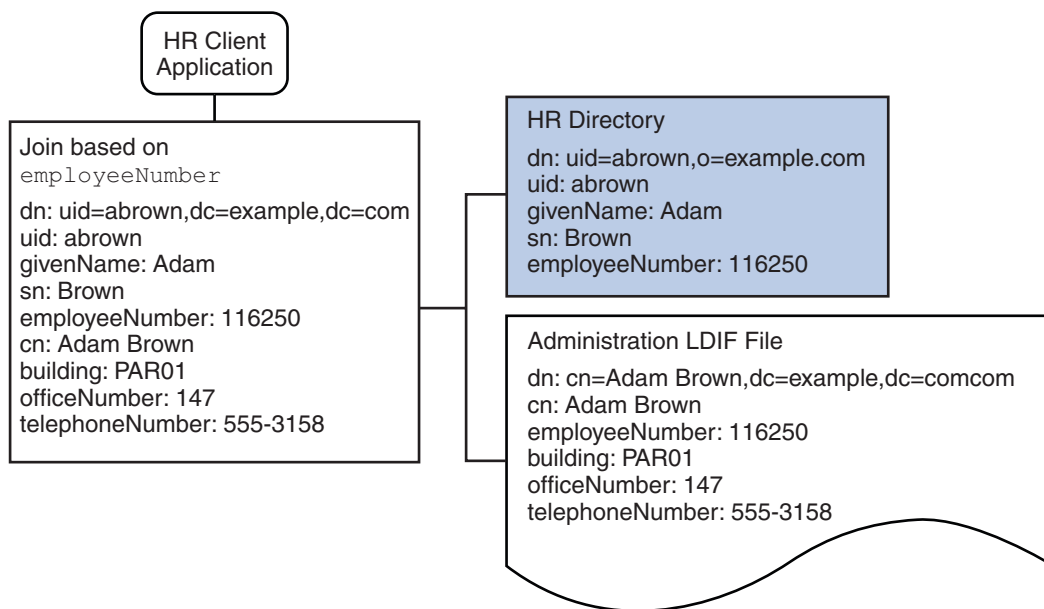 HR Client
Application
Join based on
employeeNumber
dn: uid=abrown,dc=example,dc=com
uid: abrown
givenName: Adam
sn: Brown
employeeNumber: 116250
cn: Adam Brown
building: PAR01
officeNumber: 147
telephoneNumber: 555-3158
HR Directory
dn: uid=abrown,o=example.com
uid: abrown
givenName: Adam
sn: Brown
employeeNumber: 116250
Administration LDIF File
dn: cn=Adam Brown,dc=example,dc=comcom
cn: Adam Brown
employeeNumber: 116250
building: PAR01
officeNumber: 147
telephoneNumber: 555-3158